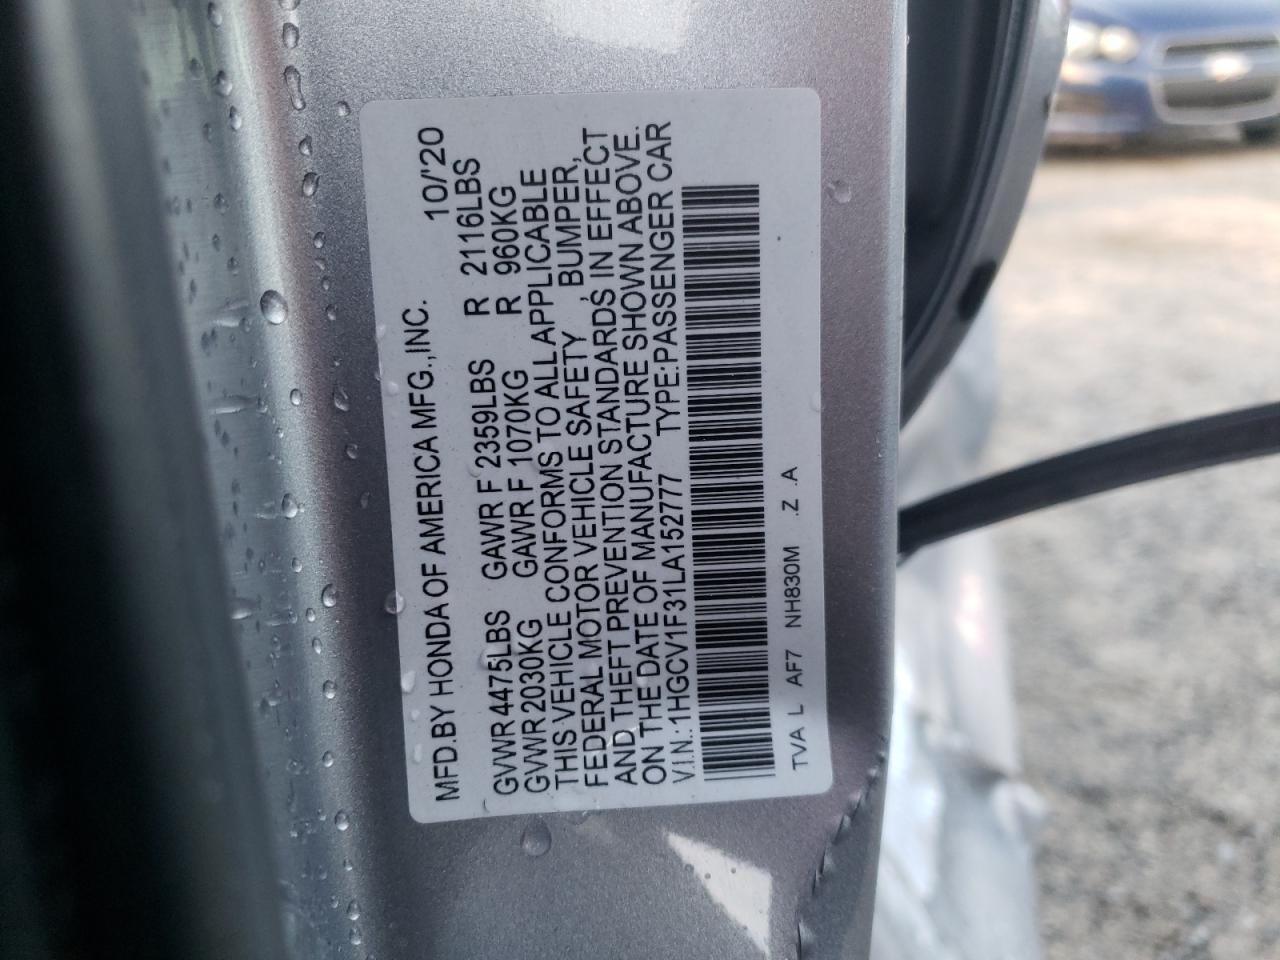 MFD.BY HONDA OF AMERICA MFG.,INC. 10/'20
GVWR 4475LBS GAWR F 2359LBS R 2116LBS
GVWR 2030KG GAWR F 1070KG R 960KG
THIS VEHICLE CONFORMS TO ALL APPLICABLE
FEDERAL MOTOR VEHICLE SAFETY, BUMPER,
AND THEFT PREVENTION STANDARDS IN EFFECT
ON THE DATE OF MANUFACTURE SHOWN ABOVE.
V.I.N.:1HGCV1F31LA152777 TYPE:PASSENGER CAR
TVA L AF7 NH830M .Z .A